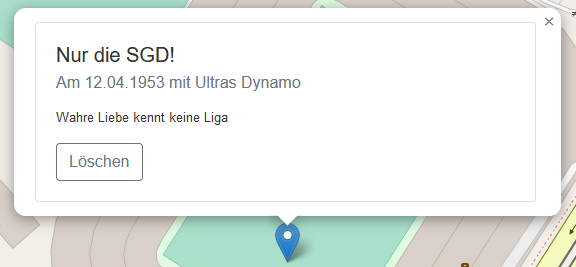 Nur die SGD!
Am 12.04.1953 mit Ultras Dynamo
Wahre Liebe kennt keine Liga
Löschen